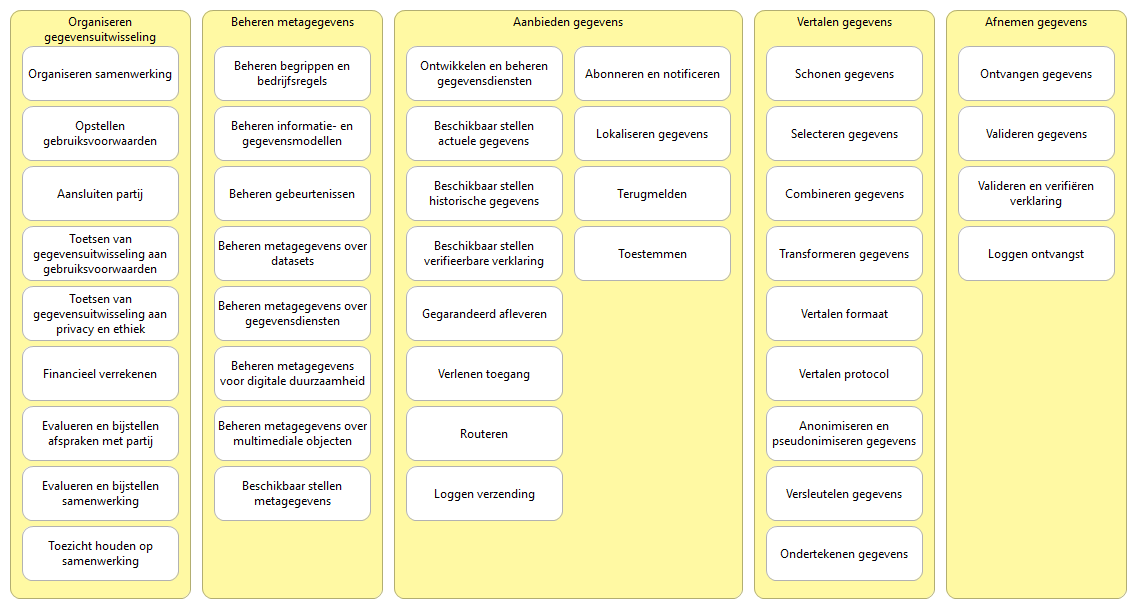 Organiseren
gegevensuitwisseling
Organiseren samenwerking
Opstellen
gebruiksvoorwaarden
Aansluiten partij
Toetsen van
gegevensuitwisseling aan
gebruiksvoorwaarden
Toetsen van
gegevensuitwisseling aan
privacy en ethiek
Financieel verrekenen
Evalueren en bijstellen
afspraken met partij
Evalueren en bijstellen
samenwerking
Toezicht houden op
samenwerking
Beheren metagegevens
Beheren begrippen en
bedrijfsregels
Beheren informatie- en
gegevensmodellen
Beheren gebeurtenissen
Beheren metagegevens over
datasets
Beheren metagegevens over
gegevensdiensten
Beheren metagegevens
voor digitale duurzaamheid
Beheren metagegevens over
multimediale objecten
Beschikbaar stellen
metagegevens
Aanbieden gegevens
Ontwikkelen en beheren
gegevensdiensten
Beschikbaar stellen
actuele gegevens
Beschikbaar stellen
historische gegevens
Beschikbaar stellen
verifieerbare verklaring
Gegarandeerd afleveren
Verlenen toegang
Routeren
Loggen verzending
Abonneren en notificeren
Lokaliseren gegevens
Terugmelden
Toestemmen
Vertalen gegevens
Schonen gegevens
Selecteren gegevens
Combineren gegevens
Transformeren gegevens
Vertalen formaat
Vertalen protocol
Anonimiseren en
pseudonimiseren gegevens
Versleutelen gegevens
Ondertekenen gegevens
Afnemen gegevens
Ontvangen gegevens
Valideren gegevens
Valideren en verifiëren
verklaring
Loggen ontvangst